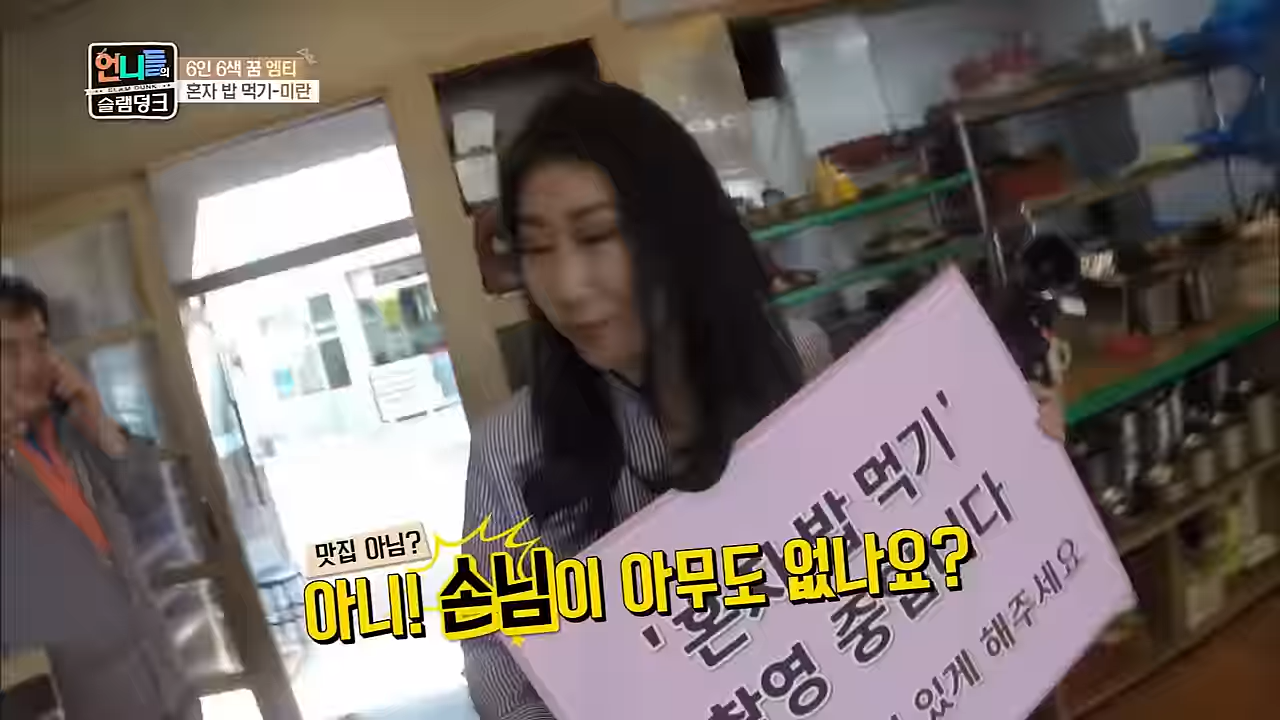 언니들의
SLAM DUNK
슬램덩크
6인 6색 꿈 엠티
혼자 밥 먹기-미란
'혼자 밥 먹기'
촬영 중입니다
있게 해주세요
맛집 아님?
아니! 손님이 아무도 없나요?